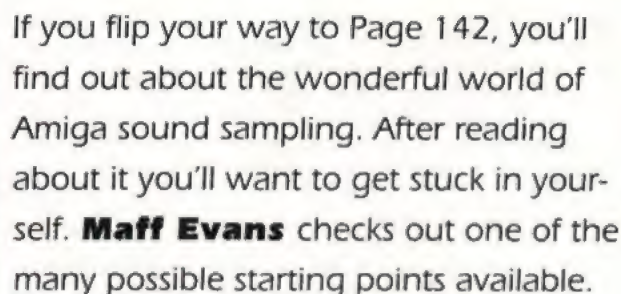 If you flip your way to Page 142, you'll
find out about the wonderful world of
Amiga sound sampling. After reading
about it you'll want to get stuck in your-
self. Maff Evans checks out one of the
many possible starting points available.